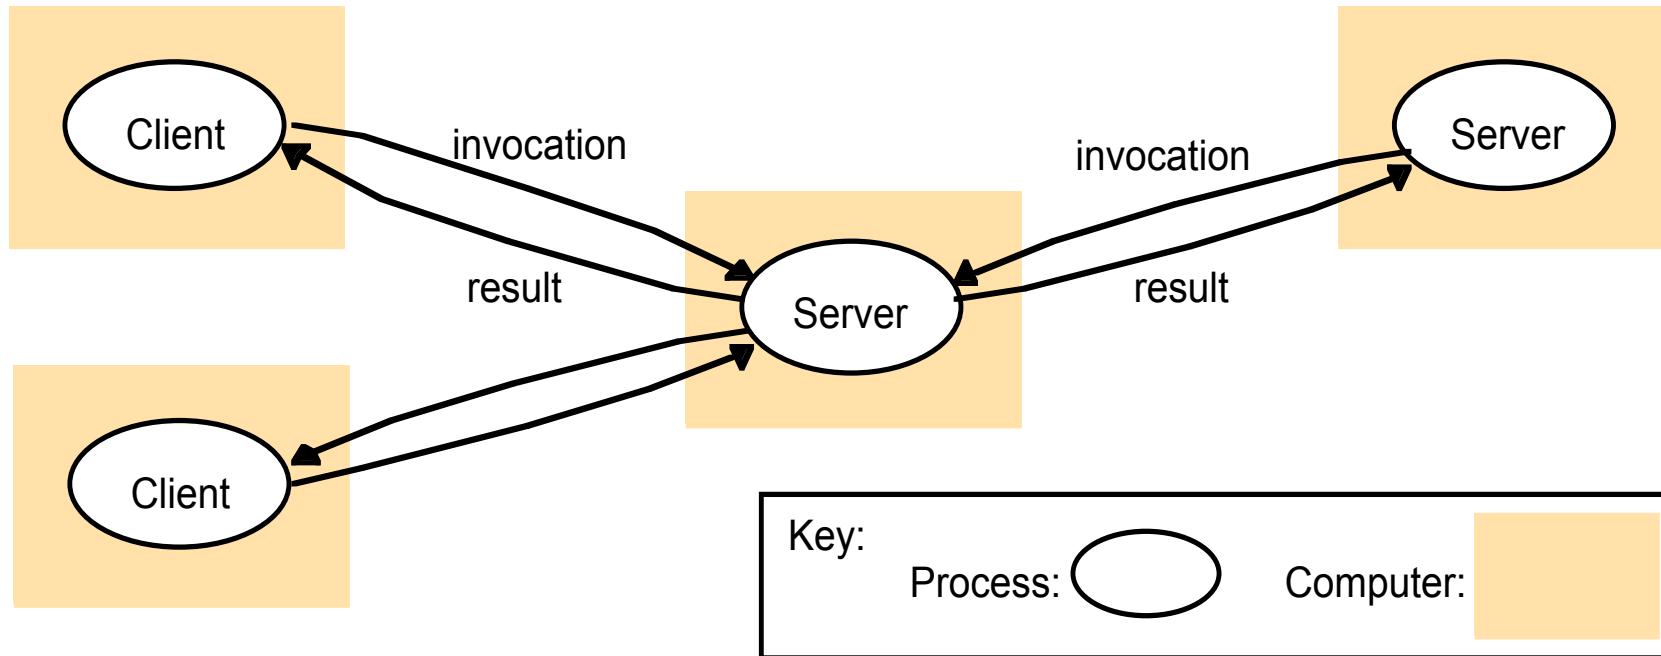 Client
invocation
invocation
Server
result
Server
result
Client
Key:
Process:
Computer: